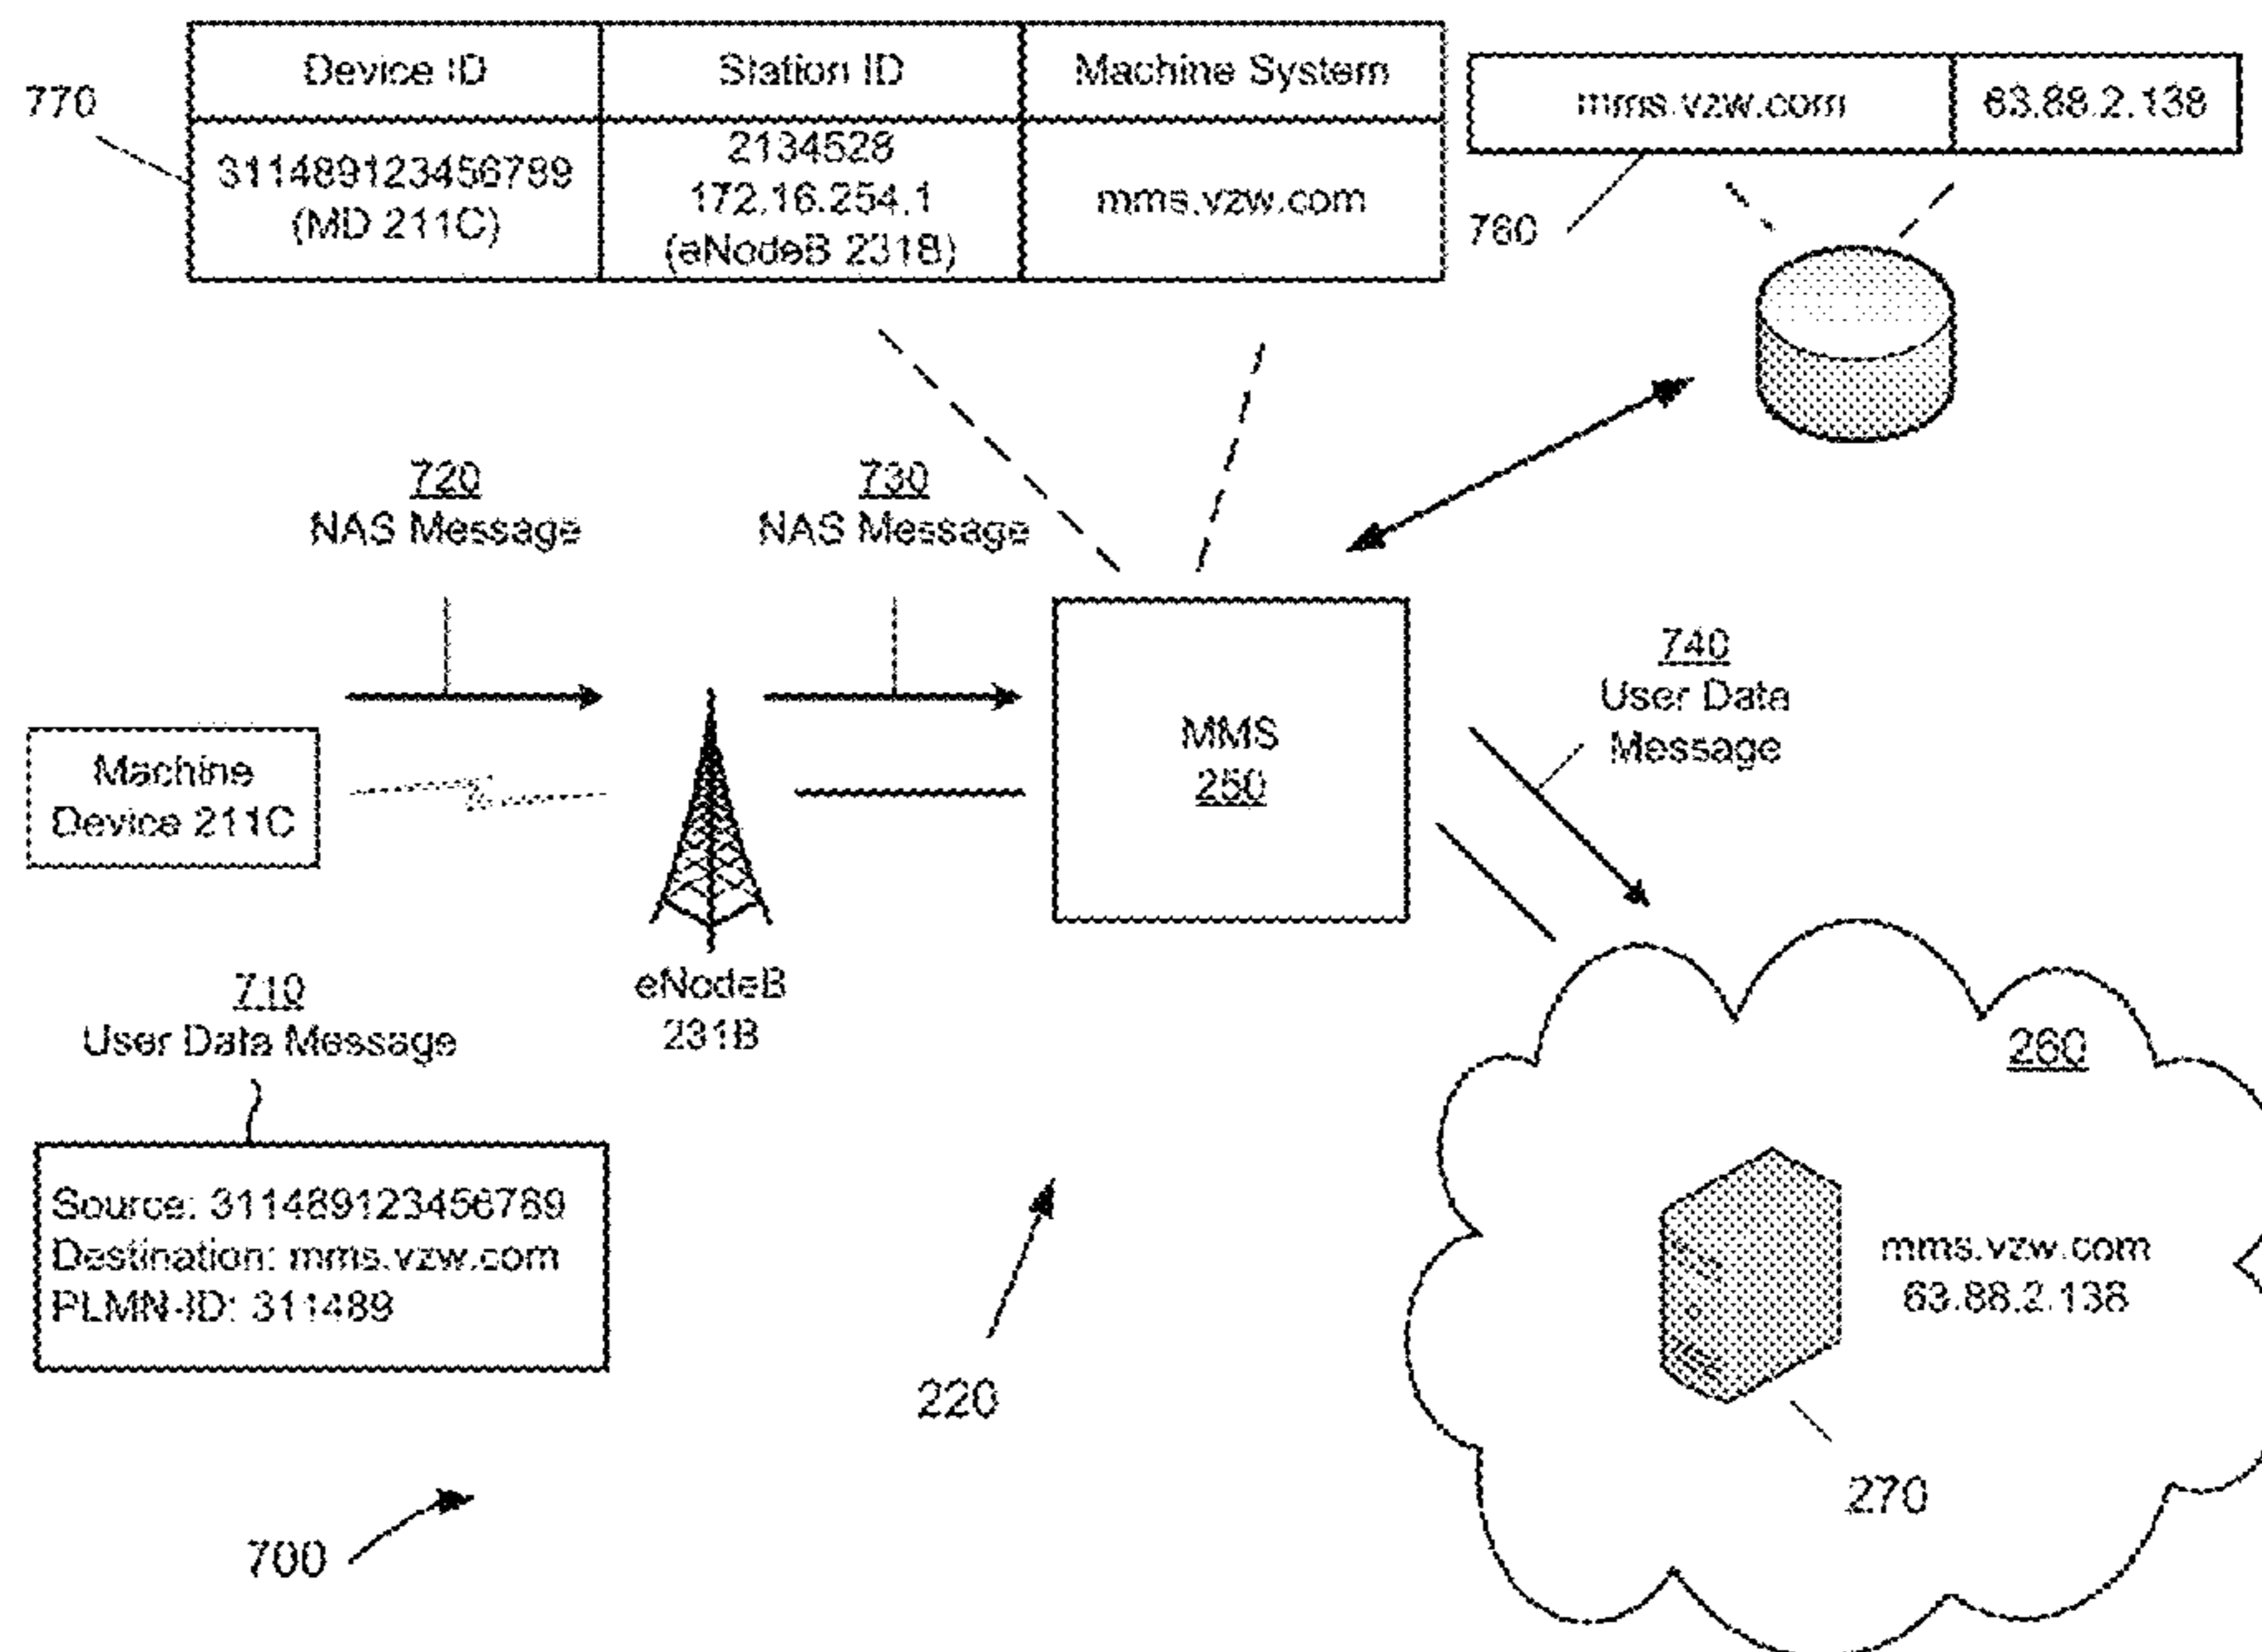 Device ID
Station ID
Machine System
770
311489123456789
(MD 211C)
2134528
172.16.254.1
(eNodeB 231B)
mms.vzw.com
mms.vzw.com
63.88.2.138
760
720
NAS Message
730
NAS Message
740
User Data
Message
MMS
250
Machine
Device 211C
eNodeB
231B
710
User Data Message
Source: 311489123456789
Destination: mms.vzw.com
PLMN-ID: 311489
260
mms.vzw.com
63.88.2.138
220
270
700